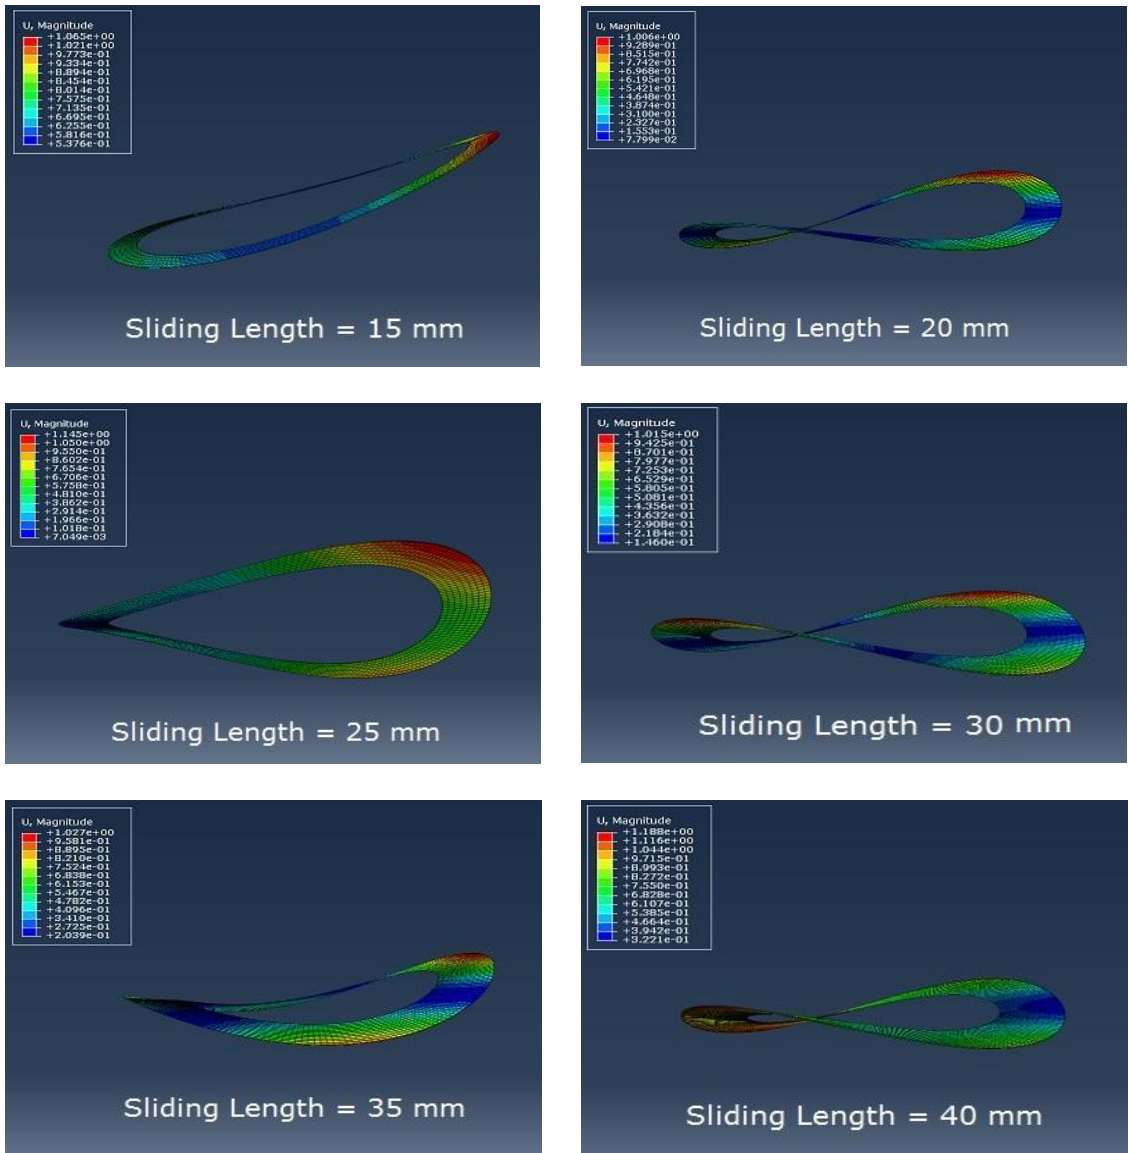 U, Magnitude
+1.065e+00
+1.021e+00
+9.773e-01
+9.334e-01
+8.894e-01
+8.454e-01
+8.014e-01
+7.575e-01
+7.135e-01
+6.695e-01
+6.255e-01
+5.816e-01
+5.376e-01
Sliding Length = 15 mm
U, Magnitude
+1.006e+00
+9.289e-01
+8.515e-01
+7.742e-01
+6.968e-01
+6.195e-01
+5.421e-01
+4.648e-01
+3.874e-01
+3.100e-01
+2.327e-01
+1.553e-01
+7.799e-02
Sliding Length = 20 mm
U, Magnitude
+1.145e+00
+1.050e+00
+9.550e-01
+8.602e-01
+7.654e-01
+6.706e-01
+5.758e-01
+4.810e-01
+3.862e-01
+2.914e-01
+1.966e-01
+1.018e-01
+7.049e-03
Sliding Length = 25 mm
U, Magnitude
+1.015e+00
+9.425e-01
+8.701e-01
+7.977e-01
+7.253e-01
+6.529e-01
+5.805e-01
+5.081e-01
+4.356e-01
+3.632e-01
+2.908e-01
+2.184e-01
+1.460e-01
Sliding Length = 30 mm
U, Magnitude
+1.027e+00
+9.581e-01
+8.895e-01
+8.210e-01
+7.524e-01
+6.838e-01
+6.153e-01
+5.467e-01
+4.782e-01
+4.096e-01
+3.410e-01
+2.725e-01
+2.039e-01
Sliding Length = 35 mm
U, Magnitude
+1.188e+00
+1.116e+00
+1.044e+00
+9.715e-01
+8.993e-01
+8.272e-01
+7.550e-01
+6.828e-01
+6.107e-01
+5.385e-01
+4.664e-01
+3.942e-01
+3.221e-01
Sliding Length = 40 mm